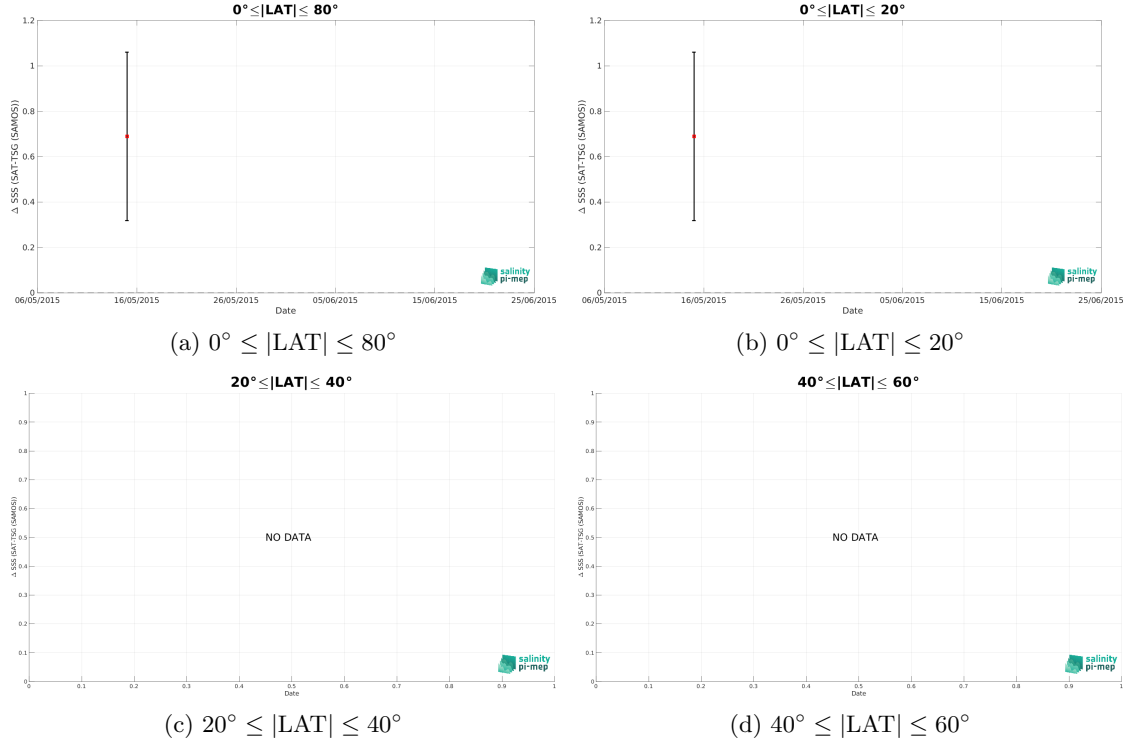 0°≤|LAT|≤ 80°
Δ SSS (SAT-TSG (SAMOS))
1.2
1
0.8
0.6
0.4
0.2
0
06/05/2015 16/05/2015 26/05/2015 05/06/2015 15/06/2015 25/06/2015
Date
salinity
pi-mep
(a) 0° ≤ |LAT| ≤ 80°
0°≤|LAT|≤ 20°
Δ SSS (SAT-TSG (SAMOS))
1.2
1
0.8
0.6
0.4
0.2
0
06/05/2015 16/05/2015 26/05/2015 05/06/2015 15/06/2015 25/06/2015
Date
salinity
pi-mep
(b) 0° ≤ |LAT| ≤ 20°
20°≤|LAT|≤ 40°
Δ SSS (SAT-TSG (SAMOS))
1
0.9
0.8
0.7
0.6
0.5
0.4
0.3
0.2
0.1
0
NO DATA
0 0.1 0.2 0.3 0.4 0.5 0.6 0.7 0.8 0.9 1
Date
salinity
pi-mep
(c) 20° ≤ |LAT| ≤ 40°
40°≤|LAT|≤ 60°
Δ SSS (SAT-TSG (SAMOS))
1
0.9
0.8
0.7
0.6
0.5
0.4
0.3
0.2
0.1
0
NO DATA
0 0.1 0.2 0.3 0.4 0.5 0.6 0.7 0.8 0.9 1
Date
salinity
pi-mep
(d) 40° ≤ |LAT| ≤ 60°